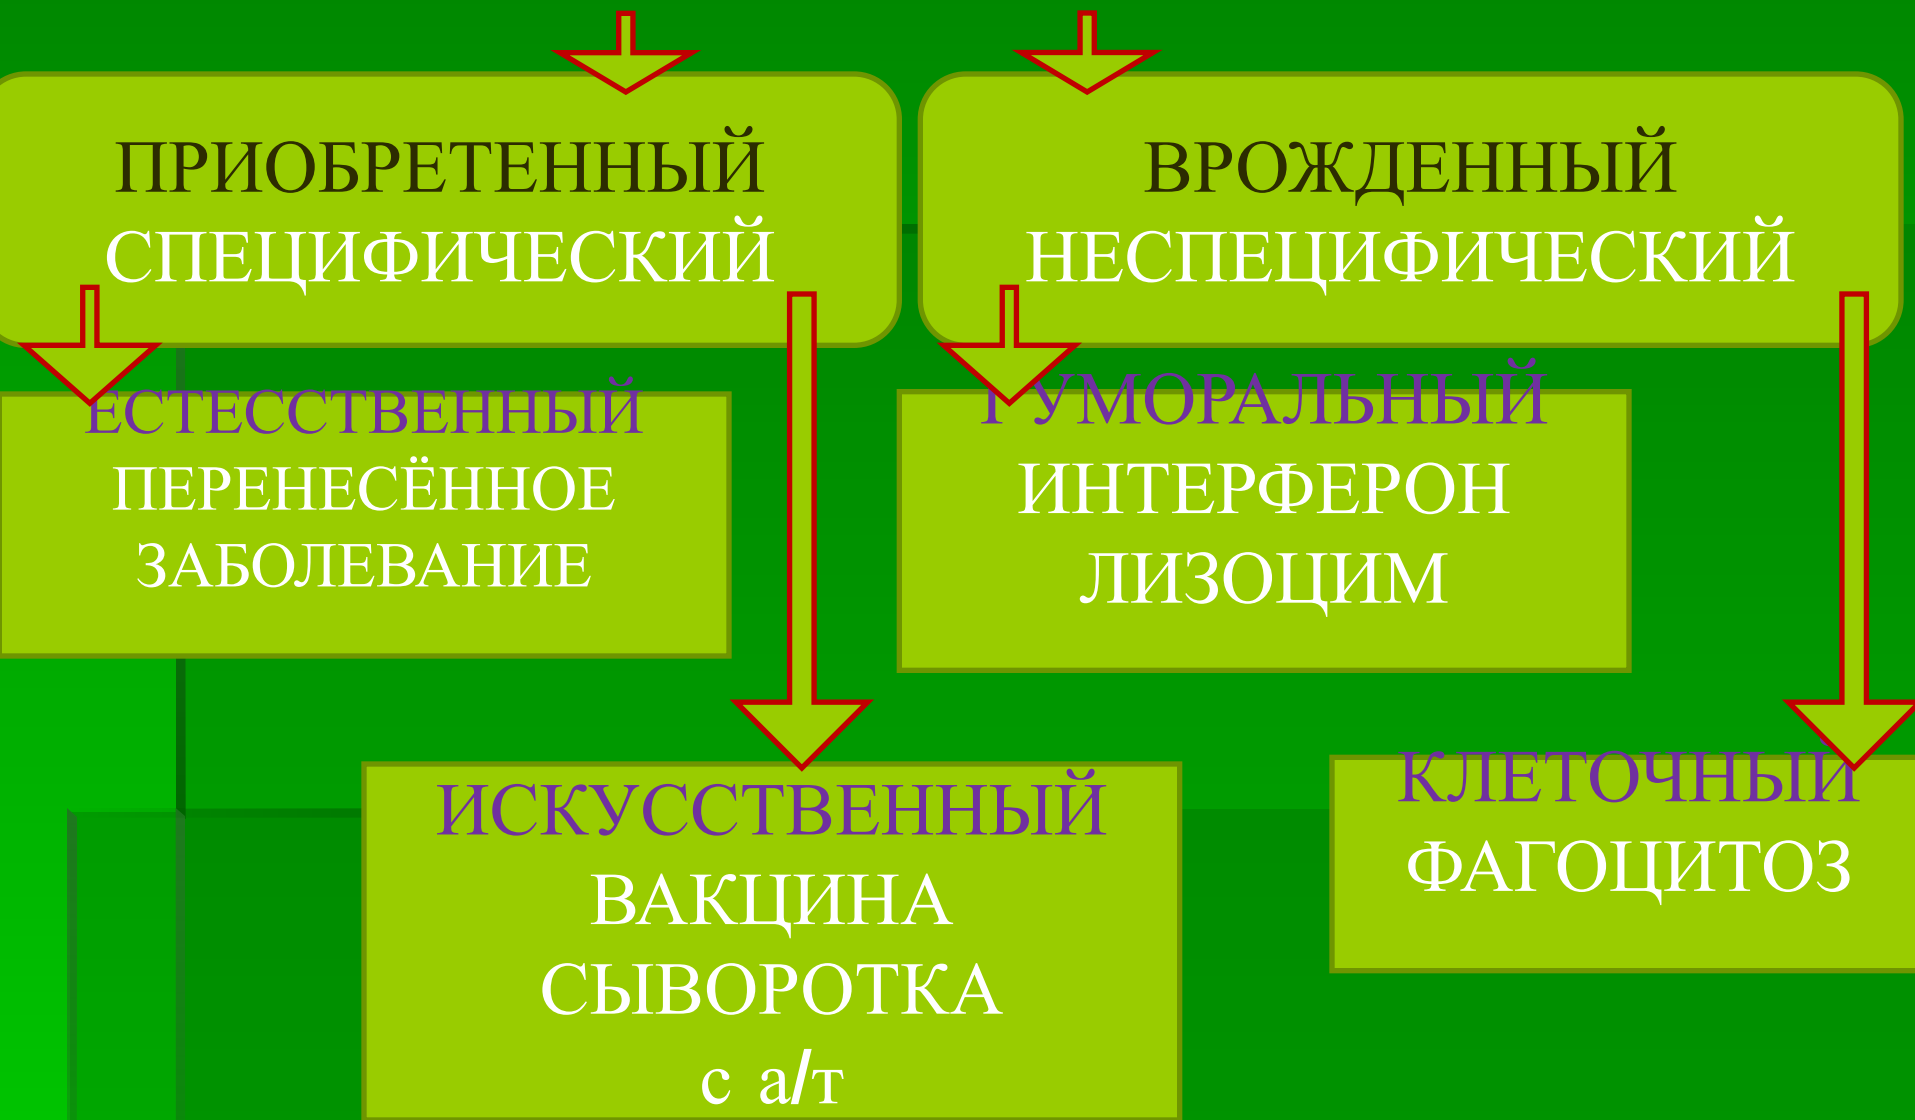 ПРИОБРЕТЕННЫЙ
СПЕЦИФИЧЕСКИЙ
ВРОЖДЕННЫЙ
НЕСПЕЦИФИЧЕСКИЙ
ЕСТЕССТВЕННЫЙ
ПЕРЕНЕСЁННОЕ
ЗАБОЛЕВАНИЕ
ГУМОРАЛЬНЫЙ
ИНТЕРФЕРОН
ЛИЗОЦИМ
ИСКУССТВЕННЫЙ
ВАКЦИНА
СЫВОРОТКА
с а/т
КЛЕТОЧНЫЙ
ФАГОЦИТОЗ